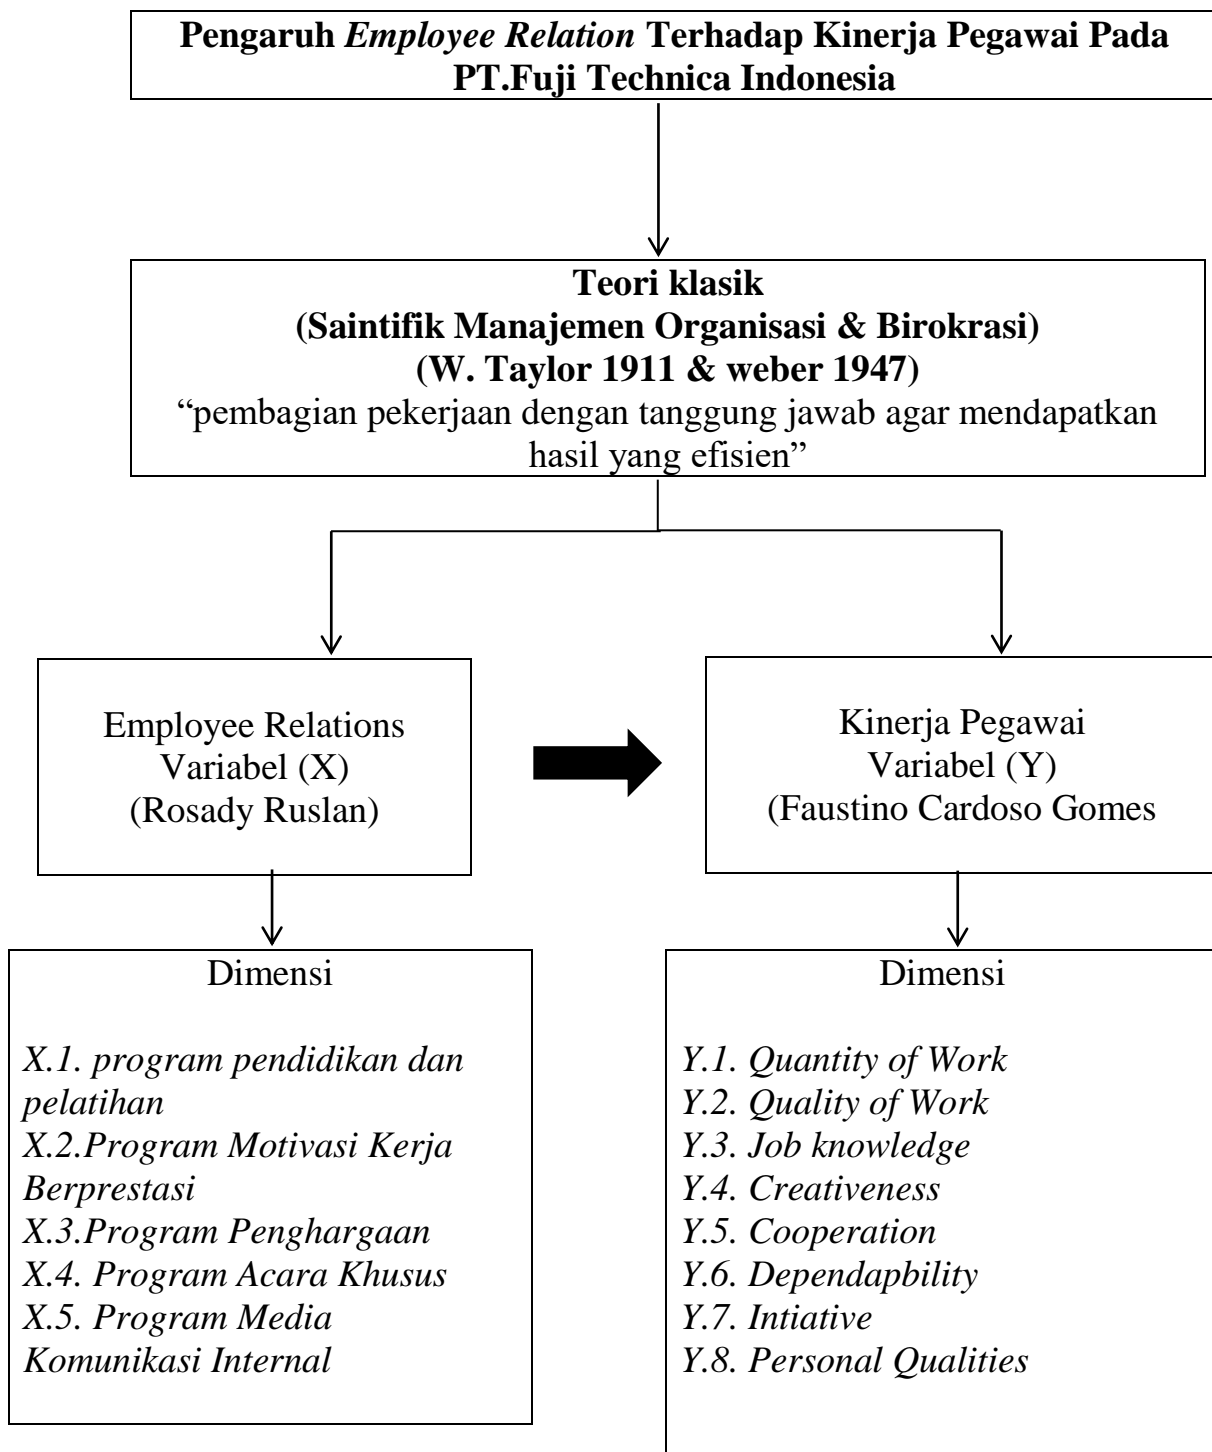 Pengaruh Employee Relation Terhadap Kinerja Pegawai Pada
PT.Fuji Technica Indonesia
Teori klasik
(Saintifik Manajemen Organisasi & Birokrasi)
(W. Taylor 1911 & weber 1947)
“pembagian pekerjaan dengan tanggung jawab agar mendapatkan
hasil yang efisien”
Employee Relations
Variabel (X)
(Rosady Ruslan)
Kinerja Pegawai
Variabel (Y)
(Faustino Cardoso Gomes
Dimensi
X.1. program pendidikan dan
pelatihan
X.2.Program Motivasi Kerja
Berprestasi
X.3.Program Penghargaan
X.4. Program Acara Khusus
X.5. Program Media
Komunikasi Internal
Dimensi
Y.1. Quantity of Work
Y.2. Quality of Work
Y.3. Job knowledge
Y.4. Creativeness
Y.5. Cooperation
Y.6. Dependapbility
Y.7. Intiative
Y.8. Personal Qualities